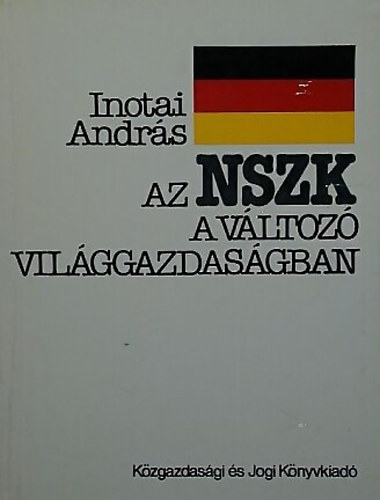 Inotai
András
AZ NSZK
A VÁLTOZÓ
VILÁGGAZDASÁGBAN
Közgazdasági és Jogi Könyvkiadó